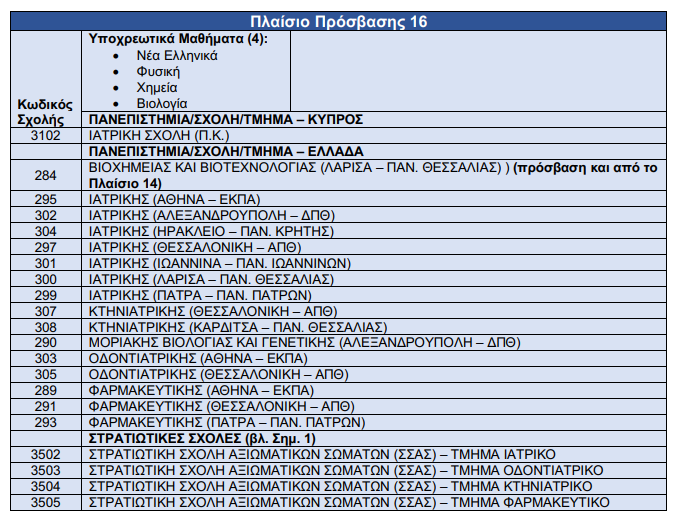 Πλαίσιο Πρόσβασης 16
Υποχρεωτικά Μαθήματα (4):
• Νέα Ελληνικά
• Φυσική
• Χημεία
• Βιολογία
Κωδικός
Σχολής
ΠΑΝΕΠΙΣΤΗΜΙΑ/ΣΧΟΛΗ/ΤΜΗΜΑ – ΚΥΠΡΟΣ
3102 ΙΑΤΡΙΚΗ ΣΧΟΛΗ (Π.Κ.)
ΠΑΝΕΠΙΣΤΗΜΙΑ/ΣΧΟΛΗ/ΤΜΗΜΑ – ΕΛΛΑΔΑ
284 ΒΙΟΧΗΜΕΙΑΣ ΚΑΙ ΒΙΟΤΕΧΝΟΛΟΓΙΑΣ (ΛΑΡΙΣΑ – ΠΑΝ. ΘΕΣΣΑΛΙΑΣ) ) (πρόσβαση και από το
Πλαίσιο 14)
295 ΙΑΤΡΙΚΗΣ (ΑΘΗΝΑ – ΕΚΠΑ)
302 ΙΑΤΡΙΚΗΣ (ΑΛΕΞΑΝΔΡΟΥΠΟΛΗ – ΔΠΘ)
304 ΙΑΤΡΙΚΗΣ (ΗΡΑΚΛΕΙΟ – ΠΑΝ. ΚΡΗΤΗΣ)
297 ΙΑΤΡΙΚΗΣ (ΘΕΣΣΑΛΟΝΙΚΗ – ΑΠΘ)
301 ΙΑΤΡΙΚΗΣ (ΙΩΑΝΝΙΝΑ – ΠΑΝ. ΙΩΑΝΝΙΝΩΝ)
300 ΙΑΤΡΙΚΗΣ (ΛΑΡΙΣΑ – ΠΑΝ. ΘΕΣΣΑΛΙΑΣ)
299 ΙΑΤΡΙΚΗΣ (ΠΑΤΡΑ – ΠΑΝ. ΠΑΤΡΩΝ)
307 ΚΤΗΝΙΑΤΡΙΚΗΣ (ΘΕΣΣΑΛΟΝΙΚΗ – ΑΠΘ)
308 ΚΤΗΝΙΑΤΡΙΚΗΣ (ΚΑΡΔΙΤΣΑ – ΠΑΝ. ΘΕΣΣΑΛΙΑΣ)
290 ΜΟΡΙΑΚΗΣ ΒΙΟΛΟΓΙΑΣ ΚΑΙ ΓΕΝΕΤΙΚΗΣ (ΑΛΕΞΑΝΔΡΟΥΠΟΛΗ – ΔΠΘ)
303 ΟΔΟΝΤΙΑΤΡΙΚΗΣ (ΑΘΗΝΑ – ΕΚΠΑ)
305 ΟΔΟΝΤΙΑΤΡΙΚΗΣ (ΘΕΣΣΑΛΟΝΙΚΗ – ΑΠΘ)
289 ΦΑΡΜΑΚΕΥΤΙΚΗΣ (ΑΘΗΝΑ – ΕΚΠΑ)
291 ΦΑΡΜΑΚΕΥΤΙΚΗΣ (ΘΕΣΣΑΛΟΝΙΚΗ – ΑΠΘ)
293 ΦΑΡΜΑΚΕΥΤΙΚΗΣ (ΠΑΤΡΑ – ΠΑΝ. ΠΑΤΡΩΝ)
ΣΤΡΑΤΙΩΤΙΚΕΣ ΣΧΟΛΕΣ (βλ. Σημ. 1)
3502 ΣΤΡΑΤΙΩΤΙΚΗ ΣΧΟΛΗ ΑΞΙΩΜΑΤΙΚΩΝ ΣΩΜΑΤΩΝ (ΣΣΑΣ) – ΤΜΗΜΑ ΙΑΤΡΙΚΟ
3503 ΣΤΡΑΤΙΩΤΙΚΗ ΣΧΟΛΗ ΑΞΙΩΜΑΤΙΚΩΝ ΣΩΜΑΤΩΝ (ΣΣΑΣ) – ΤΜΗΜΑ ΟΔΟΝΤΙΑΤΡΙΚΟ
3504 ΣΤΡΑΤΙΩΤΙΚΗ ΣΧΟΛΗ ΑΞΙΩΜΑΤΙΚΩΝ ΣΩΜΑΤΩΝ (ΣΣΑΣ) – ΤΜΗΜΑ ΚΤΗΝΙΑΤΡΙΚΟ
3505 ΣΤΡΑΤΙΩΤΙΚΗ ΣΧΟΛΗ ΑΞΙΩΜΑΤΙΚΩΝ ΣΩΜΑΤΩΝ (ΣΣΑΣ) – ΤΜΗΜΑ ΦΑΡΜΑΚΕΥΤΙΚΟ